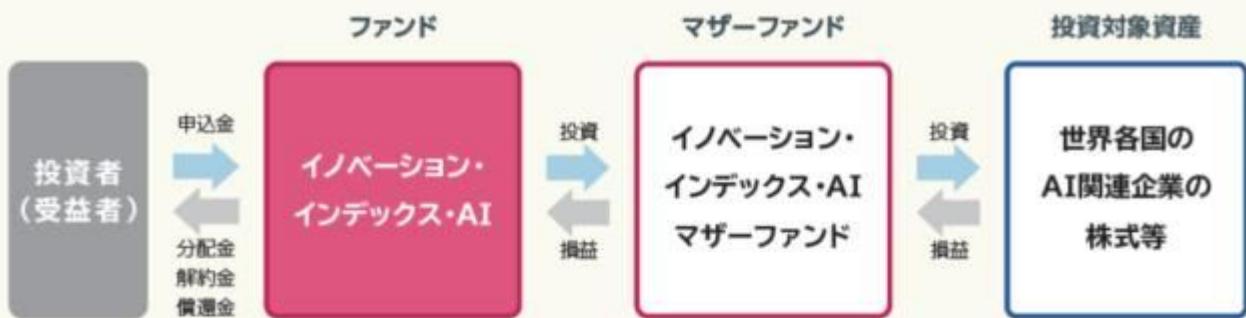 ファンド
マザーファンド
投資対象資産
投資者
（受益者）
申込金
分配金
解約金
償還金
イノベーション・
インデックス・AI
投資
損益
イノベーション・
インデックス・AI
マザーファンド
投資
損益
世界各国の
AI関連企業の
株式等